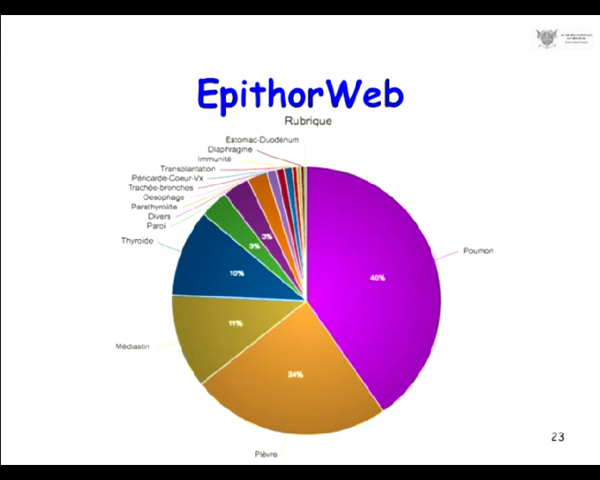 EpithorWeb
Rubrique
Estomac-Duodénum
Diaphragme
Immunité
Transplantation
Péricarde-Coeur-Vx
Trachée-bronches
Oesophage
Parathyroïde
Divers
Paroi
Thyroïde
Poumon
3%
3%
10%
40%
11%
Médiastin
24%
Plèvre
23